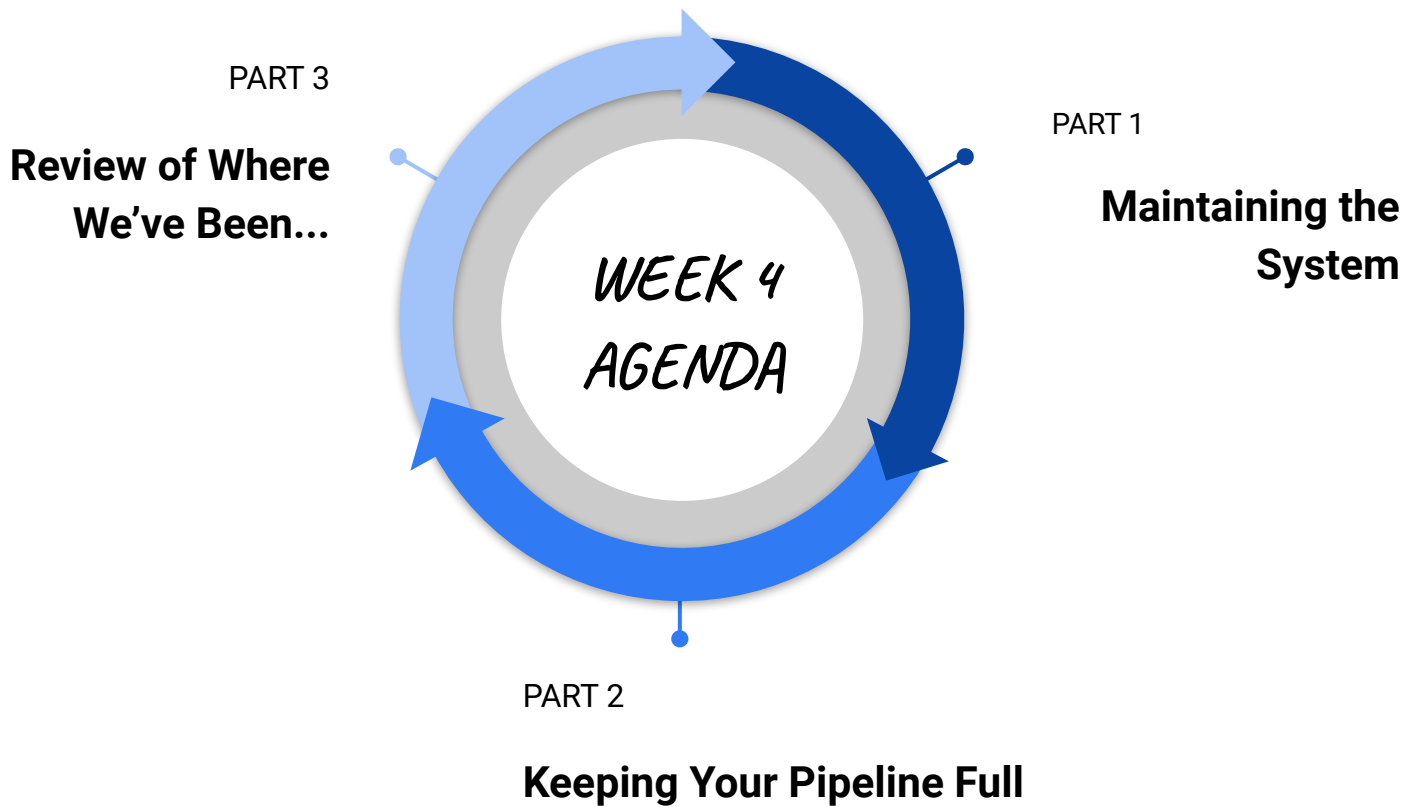 WEEK 4
AGENDA
PART 1
Maintaining the
System
PART 2
Keeping Your Pipeline Full
PART 3
Review of Where
We’ve Been...